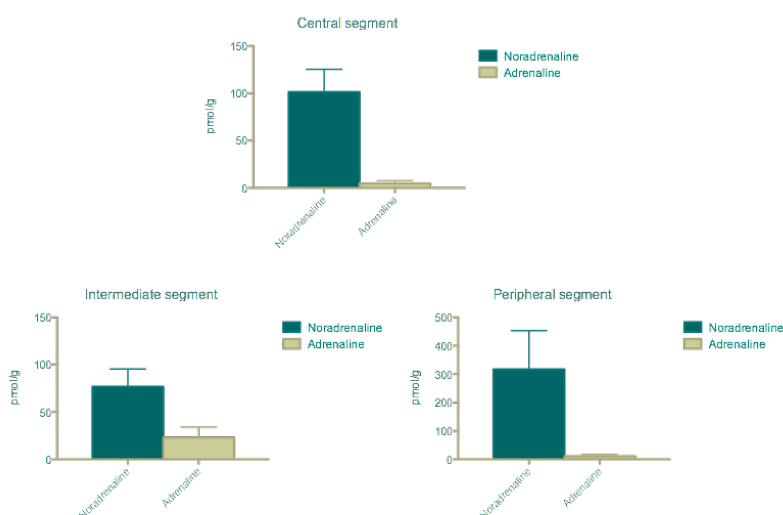 Central segment
150
100
50
0
pmol/g
Noradrenaline
Adrenaline
Noradrenaline
Adrenaline
Intermediate segment
150
100
50
0
pmol/g
Noradrenaline
Adrenaline
Noradrenaline
Adrenaline
Peripheral segment
500
400
300
200
100
0
pmol/g
Noradrenaline
Adrenaline
Noradrenaline
Adrenaline